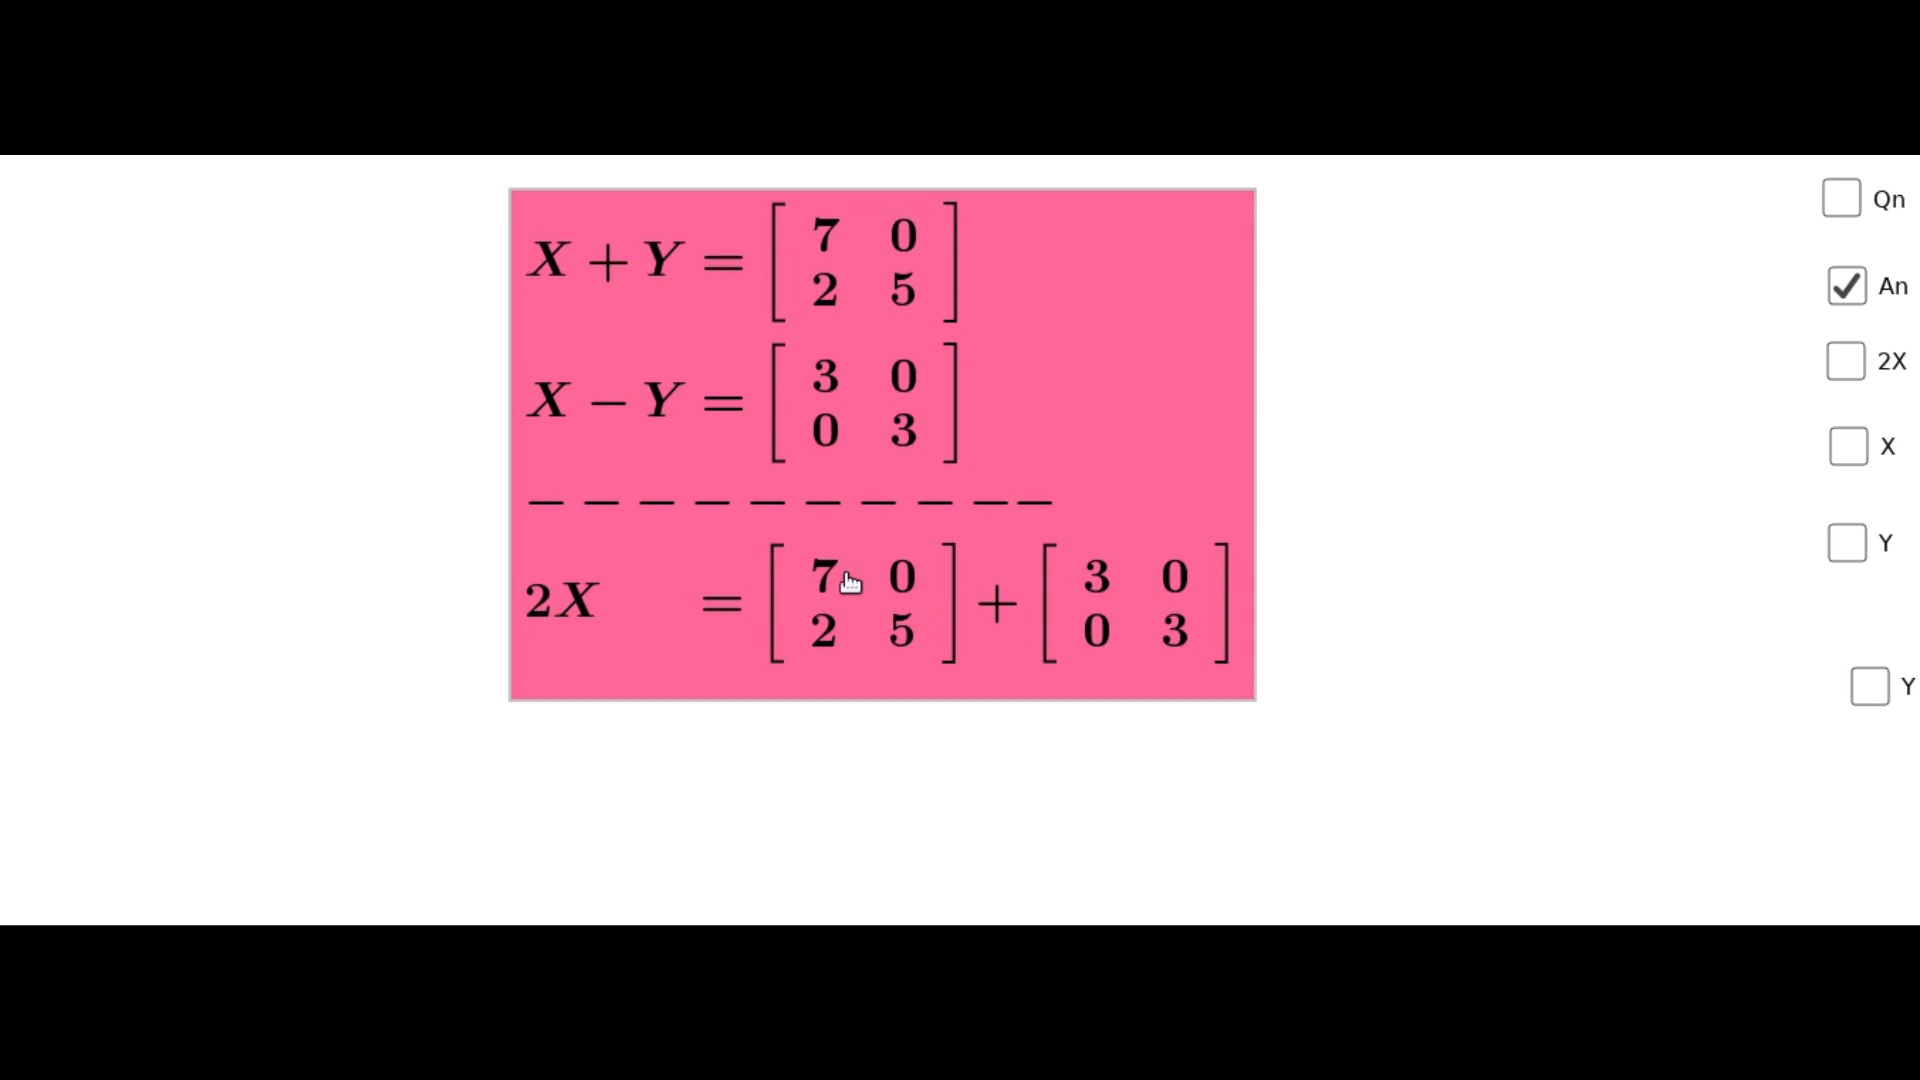 X + Y = [ 7 0
2 5 ]
X − Y = [ 3 0
0 3 ]
− − − − − − − − − −
2X = [ 7 0
2 5 ] + [ 3 0
0 3 ]
Qn
An
2X
X
Y
Y